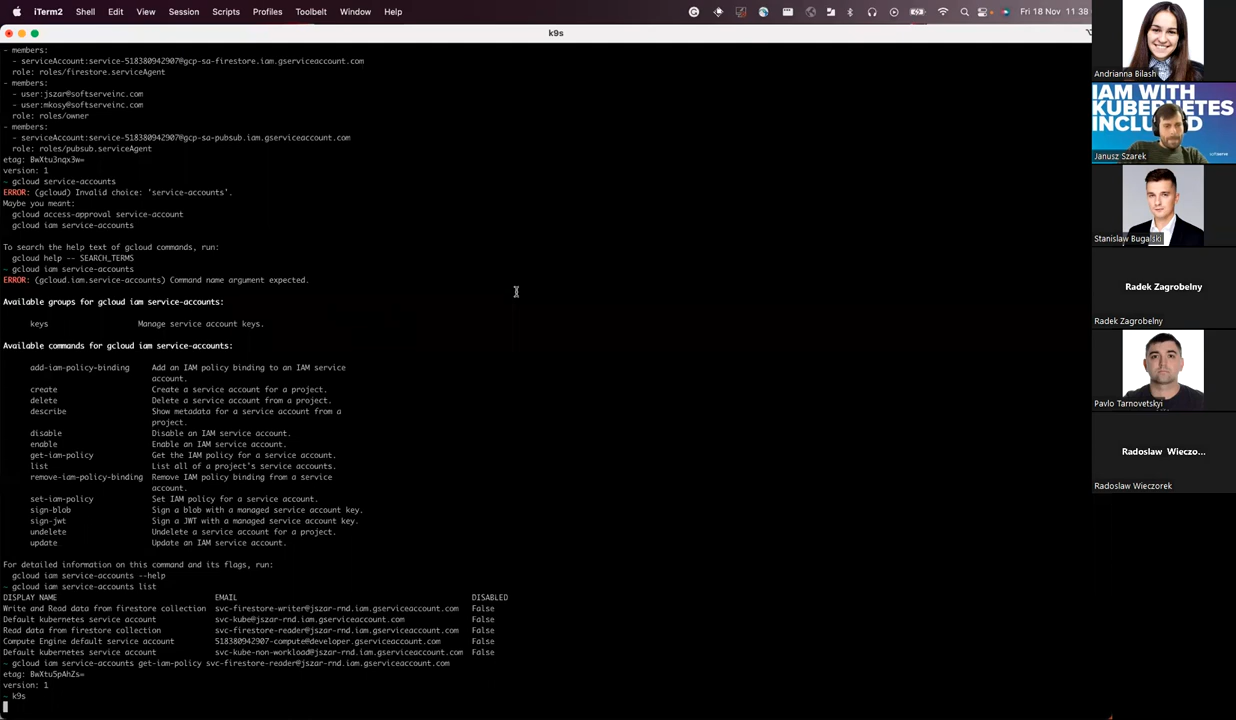 iTerm2 Shell Edit View Session Scripts Profiles Toolbelt Window Help Fri 18 Nov 11 38
k9s
- members:
- serviceAccount:service-518380942907@gcp-sa-firestore.iam.gserviceaccount.com
role: roles/firestore.serviceAgent
- members:
- user:jszar@softserveinc.com
- user:mkosy@softserveinc.com
role: roles/owner
- members:
- serviceAccount:service-518380942907@gcp-sa-pubsub.iam.gserviceaccount.com
role: roles/pubsub.serviceAgent
etag: BwXtu3nqx3w=
version: 1
~ gcloud service-accounts
ERROR: (gcloud) Invalid choice: 'service-accounts'.
Maybe you meant:
gcloud access-approval service-account
gcloud iam service-accounts
To search the help text of gcloud commands, run:
gcloud help -- SEARCH_TERMS
~ gcloud iam service-accounts
ERROR: (gcloud.iam.service-accounts) Command name argument expected.
Available groups for gcloud iam service-accounts:
keys Manage service account keys.
Available commands for gcloud iam service-accounts:
add-iam-policy-binding Add an IAM policy binding to an IAM service
account.
create Create a service account for a project.
delete Delete a service account from a project.
describe Show metadata for a service account from a
project.
disable Disable an IAM service account.
enable Enable an IAM service account.
get-iam-policy Get the IAM policy for a service account.
list List all of a project's service accounts.
remove-iam-policy-binding Remove IAM policy binding from a service
account.
set-iam-policy Set IAM policy for a service account.
sign-blob Sign a blob with a managed service account key.
sign-jwt Sign a JWT with a managed service account key.
undelete Undelete a service account for a project.
update Update an IAM service account.
For detailed information on this command and its flags, run:
gcloud iam service-accounts --help
~ gcloud iam service-accounts list
DISPLAY NAME EMAIL DISABLED
Write and Read data from firestore collection svc-firestore-writer@jszar-rnd.iam.gserviceaccount.com False
Default kubernetes service account svc-kube@jszar-rnd.iam.gserviceaccount.com False
Read data from firestore collection svc-firestore-reader@jszar-rnd.iam.gserviceaccount.com False
Compute Engine default service account 518380942907-compute@developer.gserviceaccount.com False
Default kubernetes service account svc-kube-non-workload@jszar-rnd.iam.gserviceaccount.com False
~ gcloud iam service-accounts get-iam-policy svc-firestore-reader@jszar-rnd.iam.gserviceaccount.com
etag: BwXtu5pAhZs=
version: 1
~ k9s
Andrianna Bilash
IAM WITH
KUBERNETES
INCLUDED
softserve
Janusz Szarek
Stanislaw Bugalski
Radek Zagrobelny
Radek Zagrobelny
Pavlo Tarnovetskyi
Radoslaw Wieczo...
Radoslaw Wieczorek